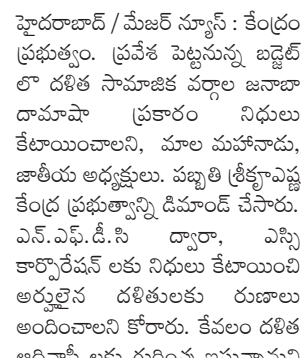 హైదరాబాద్ / మేజర్ న్యూస్ : కేంద్రం
ప్రభుత్వం. ప్రవేశ పెట్టనున్న బడ్జెట్
లొ దళిత సామాజిక వర్గాల జనాబా
దామాషా ప్రకారం నిధులు
కేటాయించాలని, మాల మహానాడు,
జాతీయ అధ్యక్షులు. పబ్బతి శ్రీకృఎష్ణ
కేంద్ర ప్రభుత్వాన్ని డిమాండ్ చేసారు.
ఎన్.ఎఫ్.డీ.సి ద్వారా, ఎస్సి
కార్పొరేషన్ లకు నిధులు కేటాయించి
అర్హులైన దళితులకు రుణాలు
అందించాలని కోరారు. కేవలం దళిత